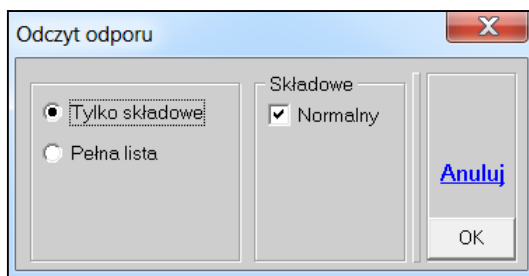 Odczyt odporu
Tylko składowe
Pełna lista
Składowe
Normalny
Anuluj
OK